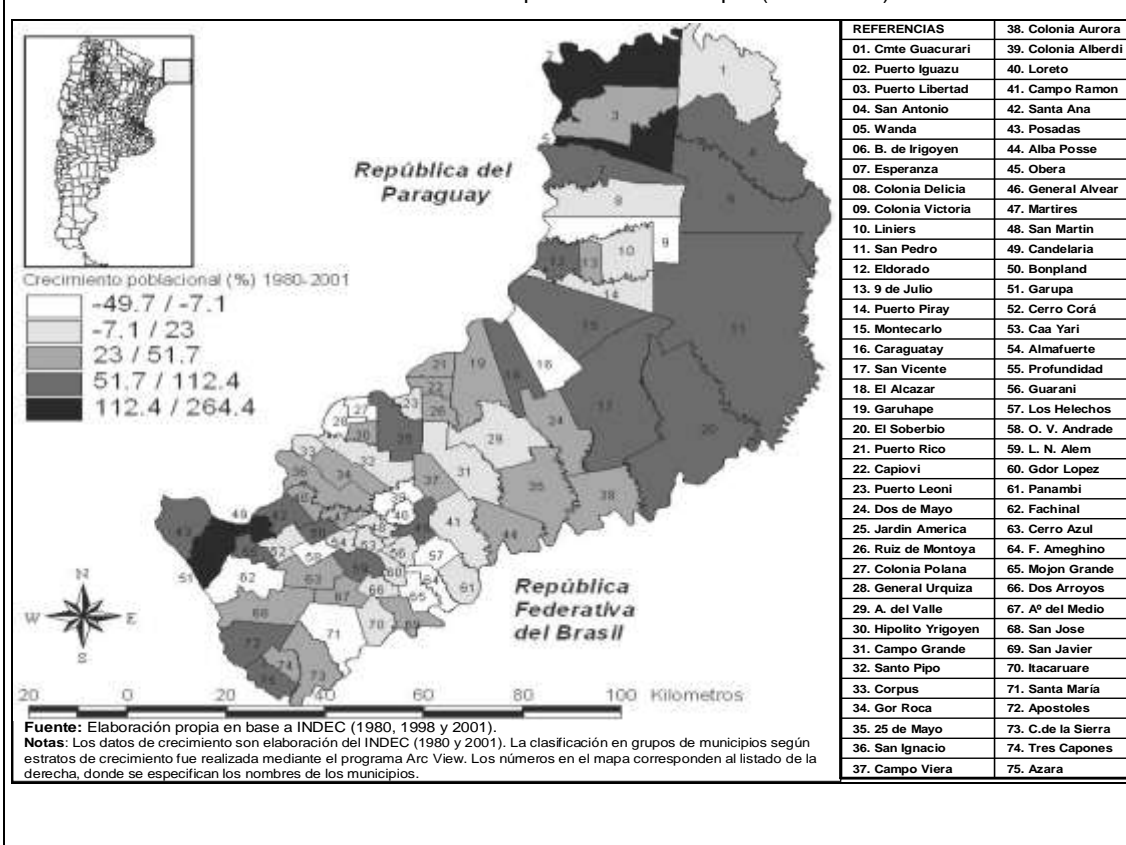 República del
Paraguay
República
Federativa
del Brasil
Crecimiento poblacional (%) 1980-2001
-49.7 / -7.1
-7.1 / 23
23 / 51.7
51.7 / 112.4
112.4 / 264.4
N
W
E
S
20 0 20 40 60 80 100 Kilometros
Fuente: Elaboración propia en base a INDEC (1980, 1998 y 2001).
Notas: Los datos de crecimiento son elaboración del INDEC (1980 y 2001). La clasificación en grupos de municipios según
estratos de crecimiento fue realizada mediante el programa Arc View. Los números en el mapa corresponden al listado de la
derecha, donde se especifican los nombres de los municipios.
REFERENCIAS
01. Cmte Guacurari
02. Puerto Iguazu
03. Puerto Libertad
04. San Antonio
05. Wanda
06. B. de Irigoyen
07. Esperanza
08. Colonia Delicia
09. Colonia Victoria
10. Liniers
11. San Pedro
12. Eldorado
13. 9 de Julio
14. Puerto Piray
15. Montecarlo
16. Caraguatay
17. San Vicente
18. El Alcazar
19. Garuhape
20. El Soberbio
21. Puerto Rico
22. Capiovi
23. Puerto Leoni
24. Dos de Mayo
25. Jardin America
26. Ruiz de Montoya
27. Colonia Polana
28. General Urquiza
29. A. del Valle
30. Hipolito Yrigoyen
31. Campo Grande
32. Santo Pipo
33. Corpus
34. Gor Roca
35. 25 de Mayo
36. San Ignacio
37. Campo Viera
38. Colonia Aurora
39. Colonia Alberdi
40. Loreto
41. Campo Ramon
42. Santa Ana
43. Posadas
44. Alba Posse
45. Obera
46. General Alvear
47. Martires
48. San Martin
49. Candelaria
50. Bonpland
51. Garupa
52. Cerro Corá
53. Caa Yari
54. Almafuerte
55. Profundidad
56. Guarani
57. Los Helechos
58. O. V. Andrade
59. L. N. Alem
60. Gdor Lopez
61. Panambi
62. Fachinal
63. Cerro Azul
64. F. Ameghino
65. Mojon Grande
66. Dos Arroyos
67. Aº del Medio
68. San Jose
69. San Javier
70. Itacaruare
71. Santa María
72. Apostoles
73. C.de la Sierra
74. Tres Capones
75. Azara